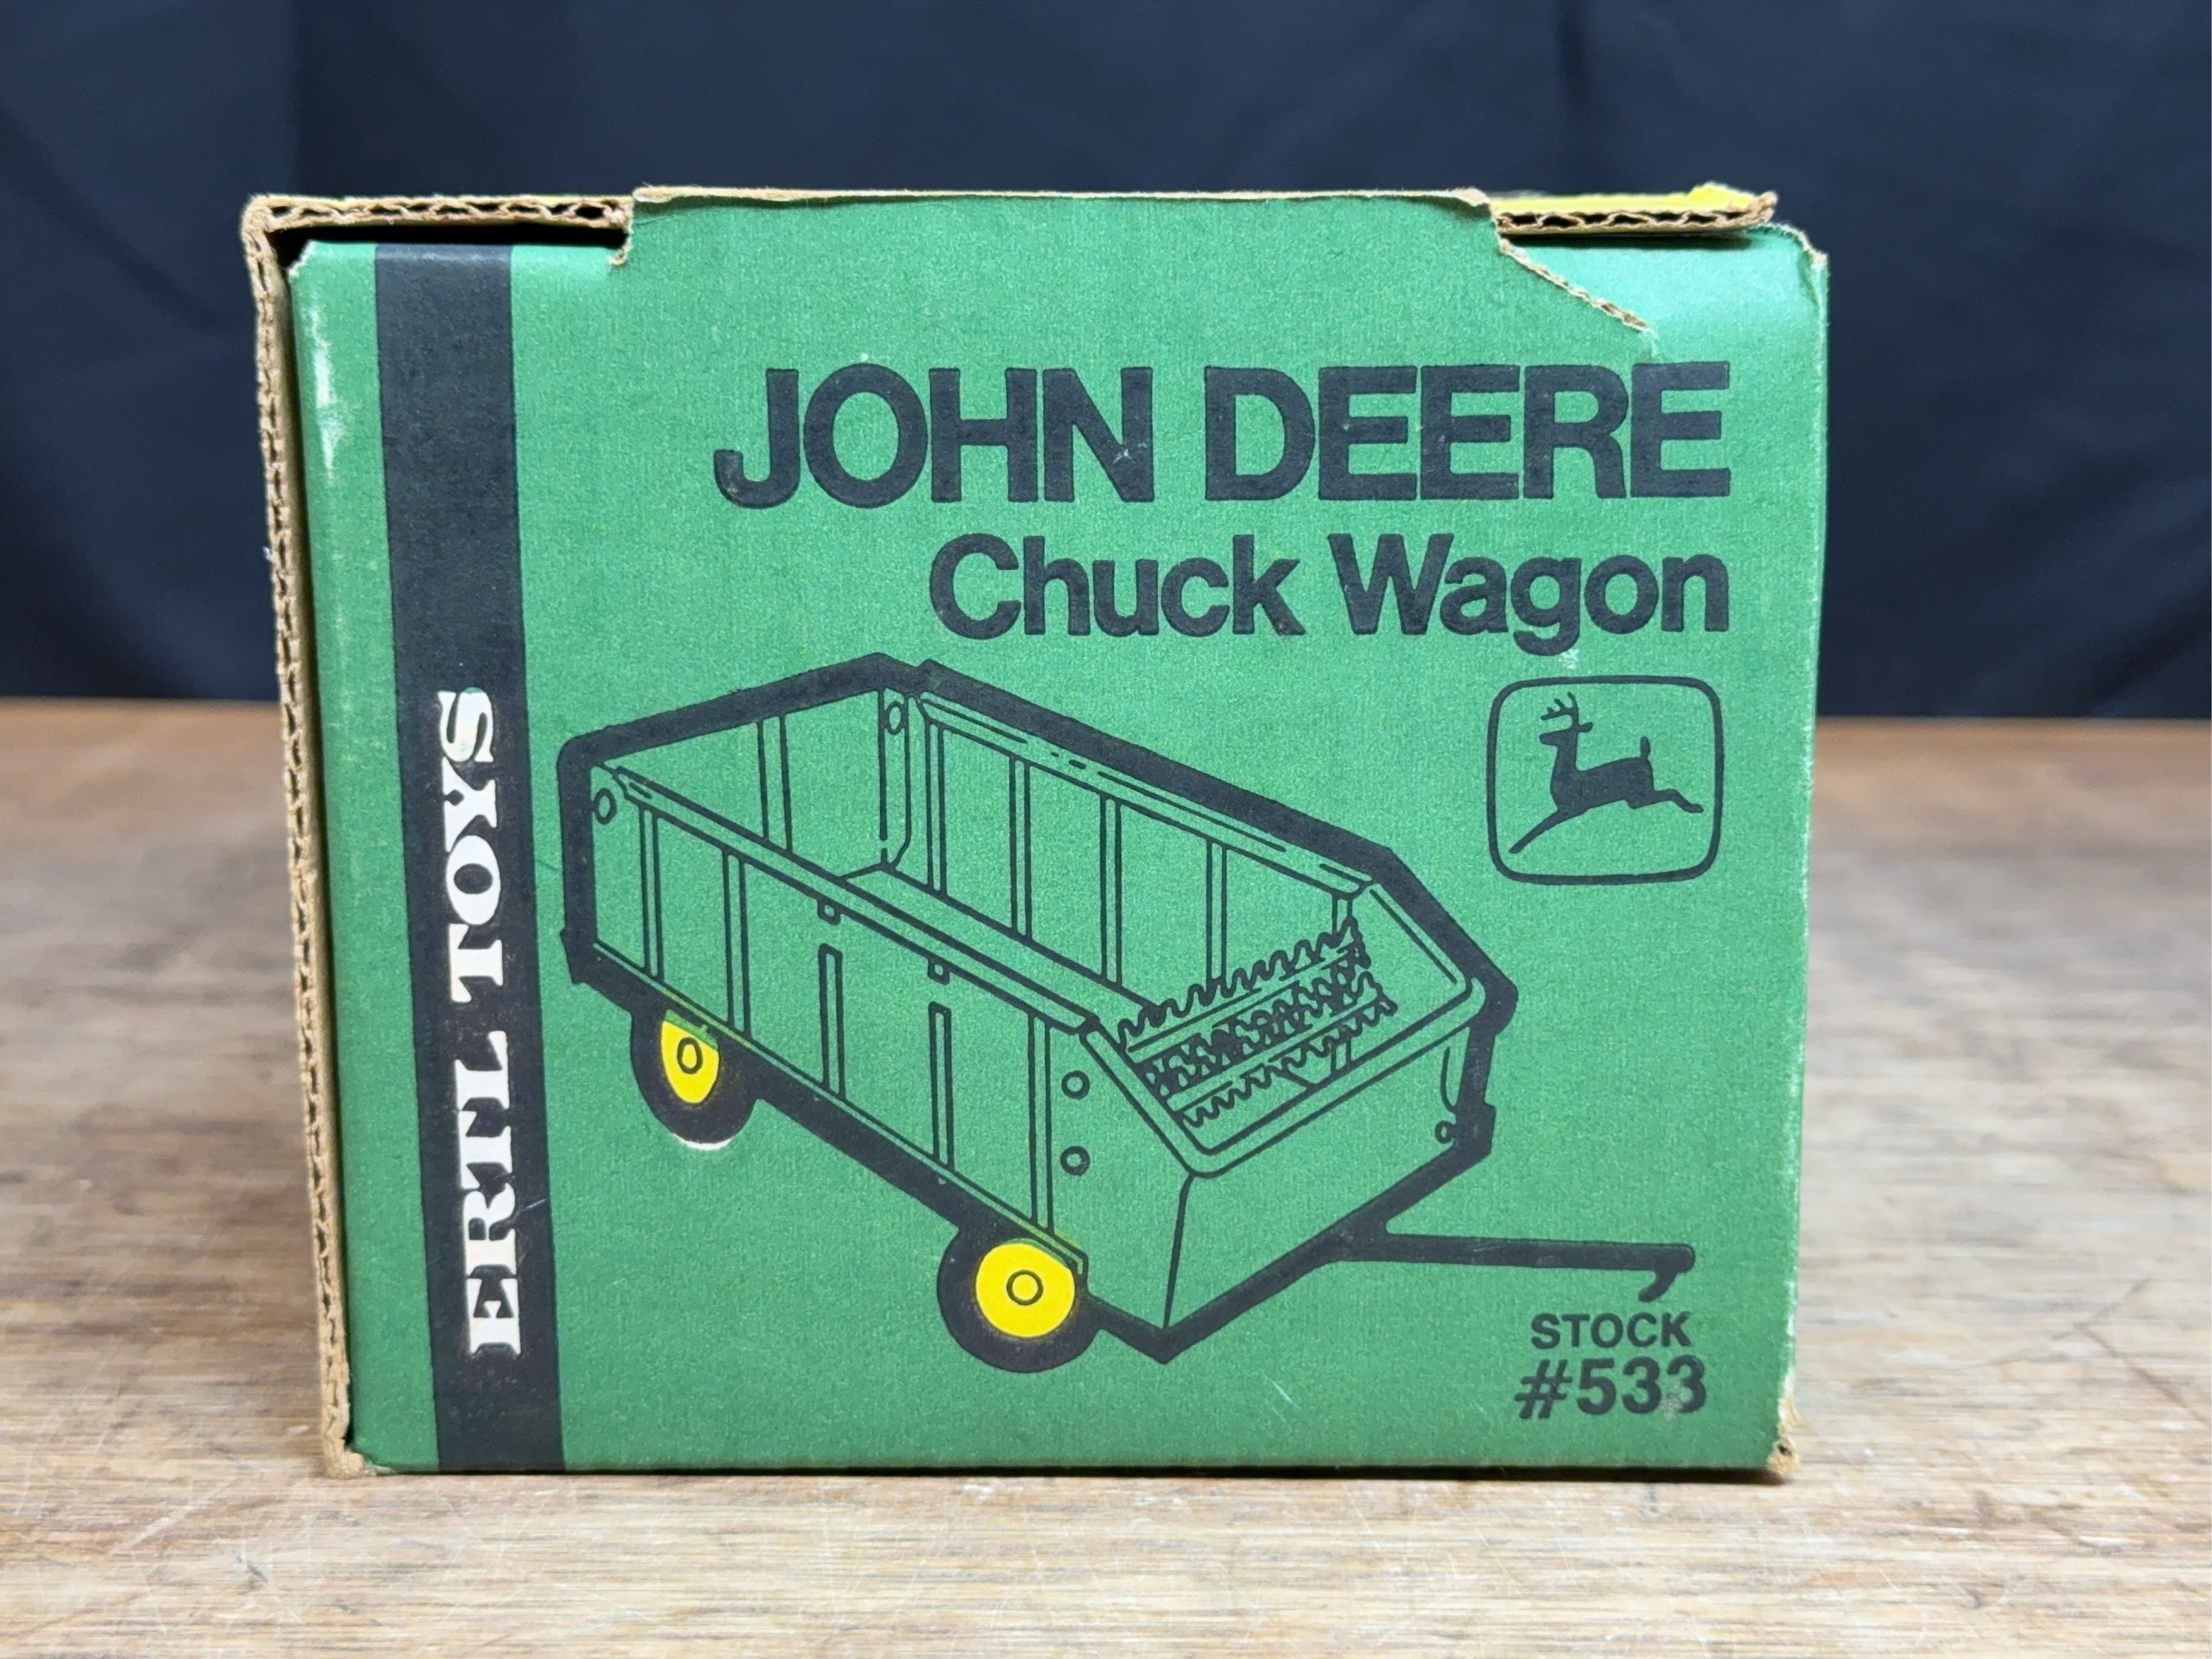 JOHN DEERE
Chuck Wagon
ERTL TOYS
STOCK
#533